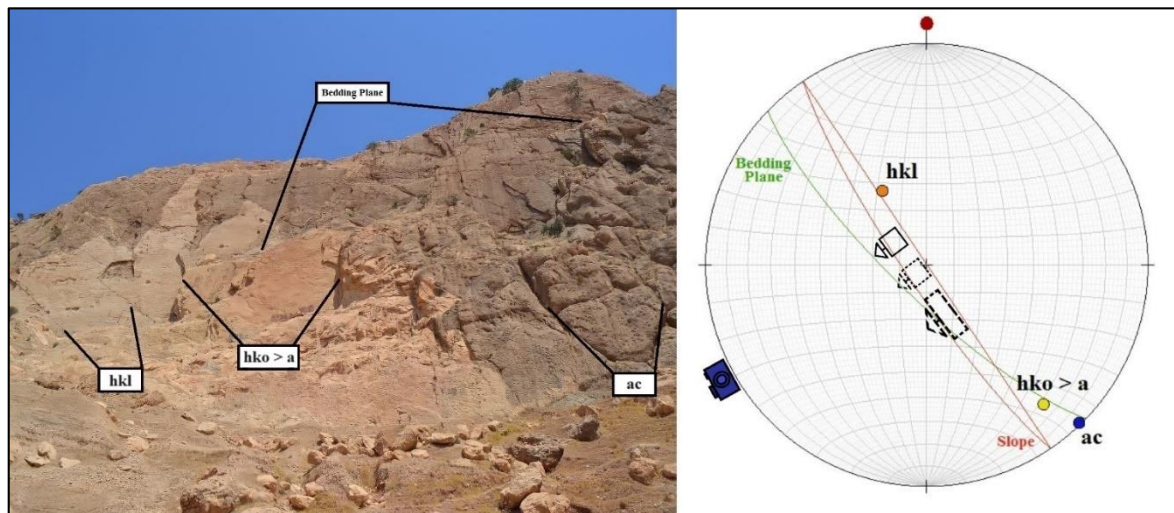 Bedding Plane
hkl
hko > a
ac
Bedding
Plane
hkl
hko > a
ac
Slope